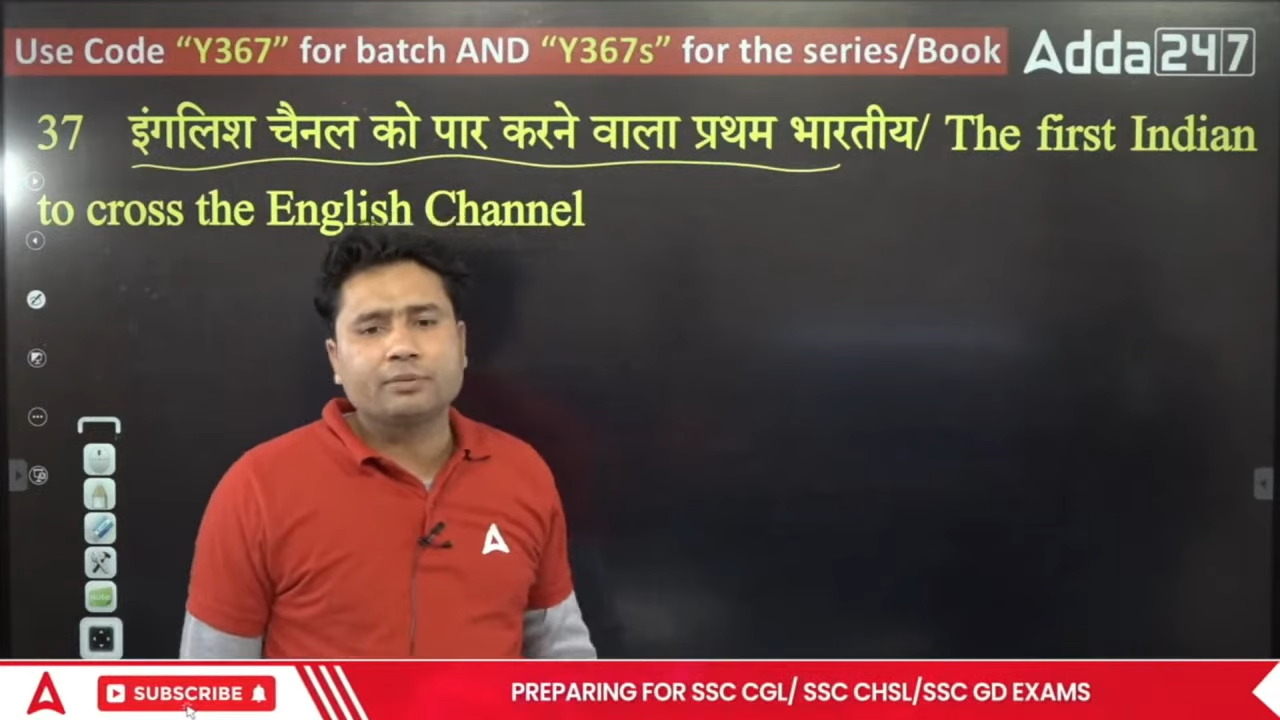 Use Code “Y367” for batch AND “Y367s” for the series/Book
Adda247
37 इंगलिश चैनल को पार करने वाला प्रथम भारतीय/ The first Indian
to cross the English Channel
SUBSCRIBE
PREPARING FOR SSC CGL/ SSC CHSL/SSC GD EXAMS